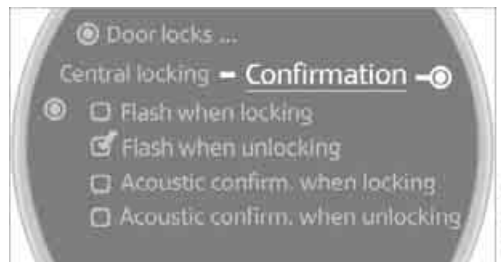 Door locks ...
Central locking - Confirmation
Flash when locking
Flash when unlocking
Acoustic confirm. when locking
Acoustic confirm. when unlocking